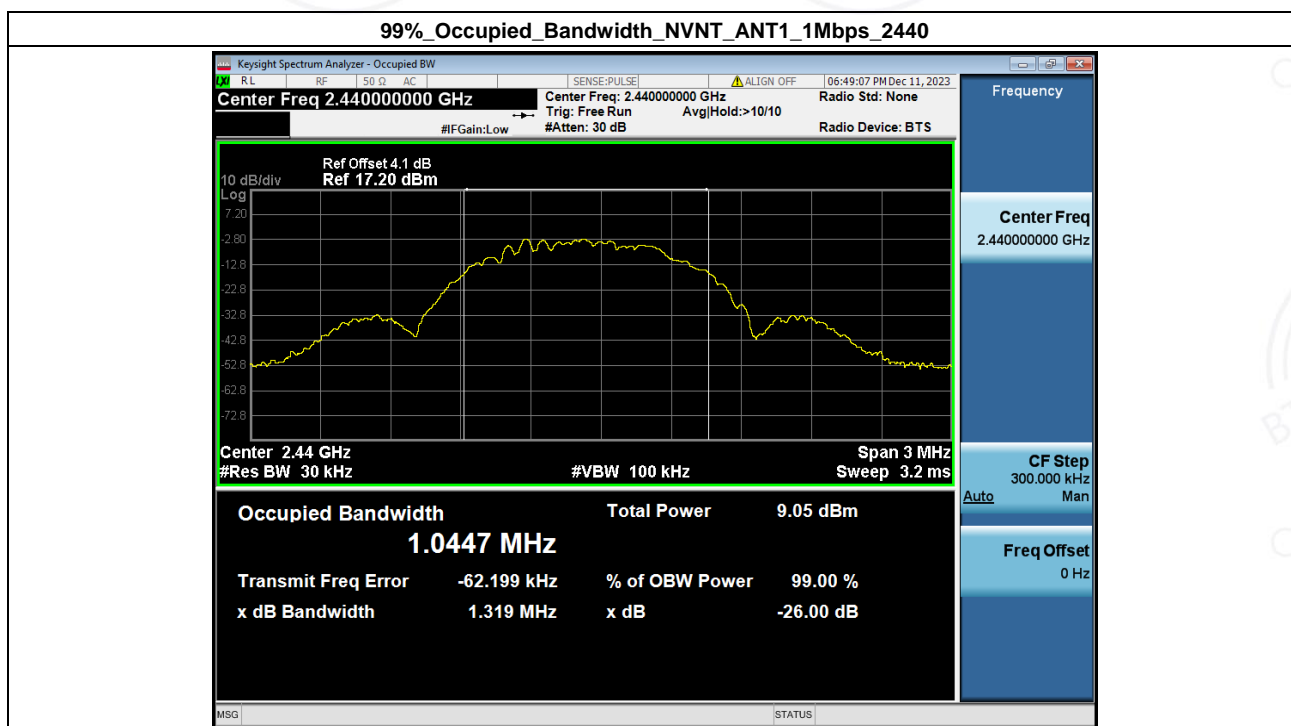 99%_Occupied_Bandwidth_NVNT_ANT1_1Mbps_2440
Keysight Spectrum Analyzer - Occupied BW
LXI RL RF 50 Ω AC SENSE:PULSE ALIGN OFF 06:49:07 PM Dec 11, 2023
Center Freq 2.440000000 GHz Center Freq: 2.440000000 GHz Radio Std: None
Trig: Free Run Avg|Hold:>10/10
#IFGain:Low #Atten: 30 dB Radio Device: BTS
Ref Offset 4.1 dB
10 dB/div Ref 17.20 dBm
Log
7.20
-2.80
-12.8
-22.8
-32.8
-42.8
-52.8
-62.8
-72.8
Center 2.44 GHz Span 3 MHz
#Res BW 30 kHz #VBW 100 kHz Sweep 3.2 ms
Occupied Bandwidth Total Power 9.05 dBm
1.0447 MHz
Transmit Freq Error -62.199 kHz % of OBW Power 99.00 %
x dB Bandwidth 1.319 MHz x dB -26.00 dB
MSG STATUS
Frequency
Center Freq
2.440000000 GHz
CF Step
300.000 kHz
Auto Man
Freq Offset
0 Hz